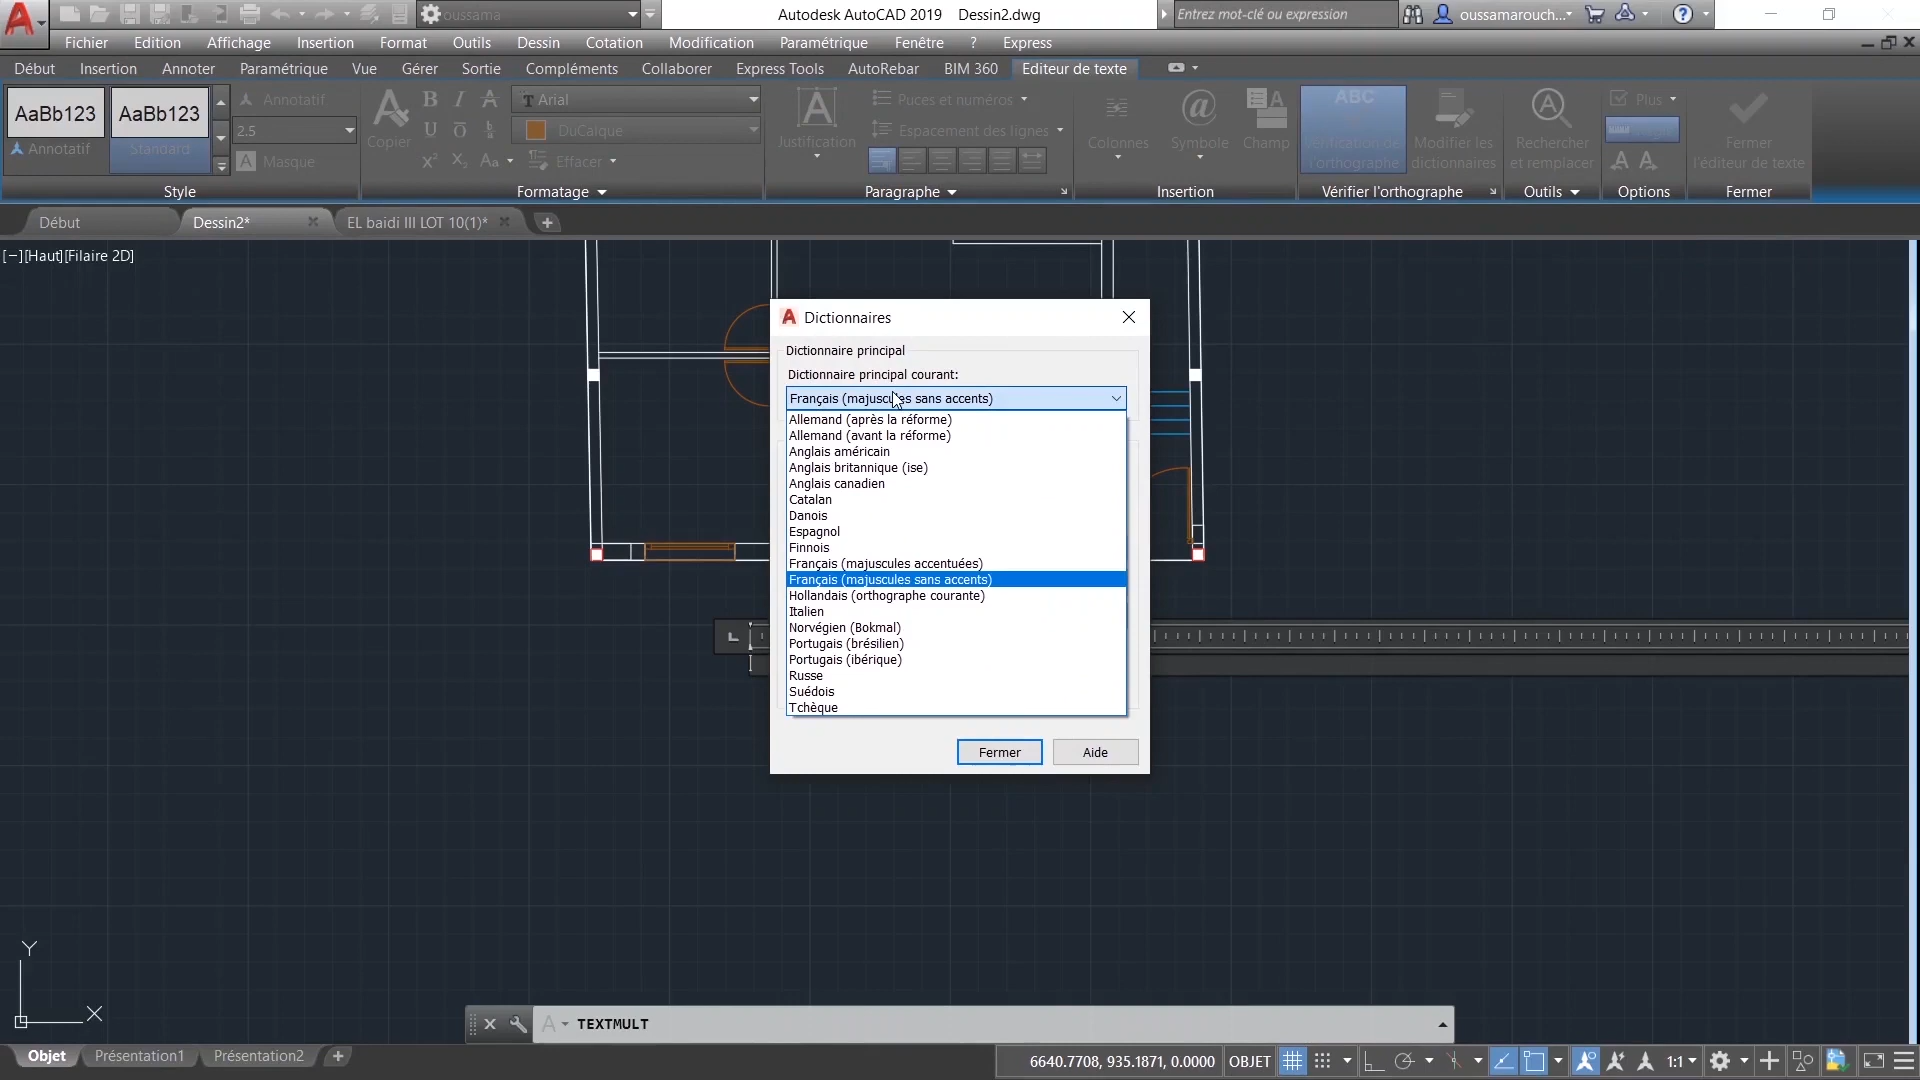 oussama
Autodesk AutoCAD 2019 Dessin2.dwg
Entrez mot-clé ou expression
oussamarouch...
Fichier Edition Affichage Insertion Format Outils Dessin Cotation Modification Paramétrique Fenêtre ? Express
Début Insertion Annoter Paramétrique Vue Gérer Sortie Compléments Collaborer Express Tools AutoRebar BIM 360 Editeur de texte
AaBb123 AaBb123
Annotatif Standard
Annotatif
2.5
Masque
Copier
Arial
DuCalque
Effacer
Justification
Puces et numéros
Espacement des lignes
Colonnes
Symbole
Champ
ABC
Vérification de
l'orthographe
Modifier les
dictionnaires
Rechercher
et remplacer
Plus
Fermer
l'éditeur de texte
Style Formatage Paragraphe Insertion Vérifier l'orthographe Outils Options Fermer
Début Dessin2* EL baidi III LOT 10(1)*
[−][Haut][Filaire 2D]
Dictionnaires
Dictionnaire principal
Dictionnaire principal courant:
Français (majuscules sans accents)
Allemand (après la réforme)
Allemand (avant la réforme)
Anglais américain
Anglais britannique (ise)
Anglais canadien
Catalan
Danois
Espagnol
Finnois
Français (majuscules accentuées)
Français (majuscules sans accents)
Hollandais (orthographe courante)
Italien
Norvégien (Bokmal)
Portugais (brésilien)
Portugais (ibérique)
Russe
Suédois
Tchèque
Fermer Aide
Y
X
TEXTMULT
Objet Présentation1 Présentation2 +
6640.7708, 935.1871, 0.0000 OBJET 1:1